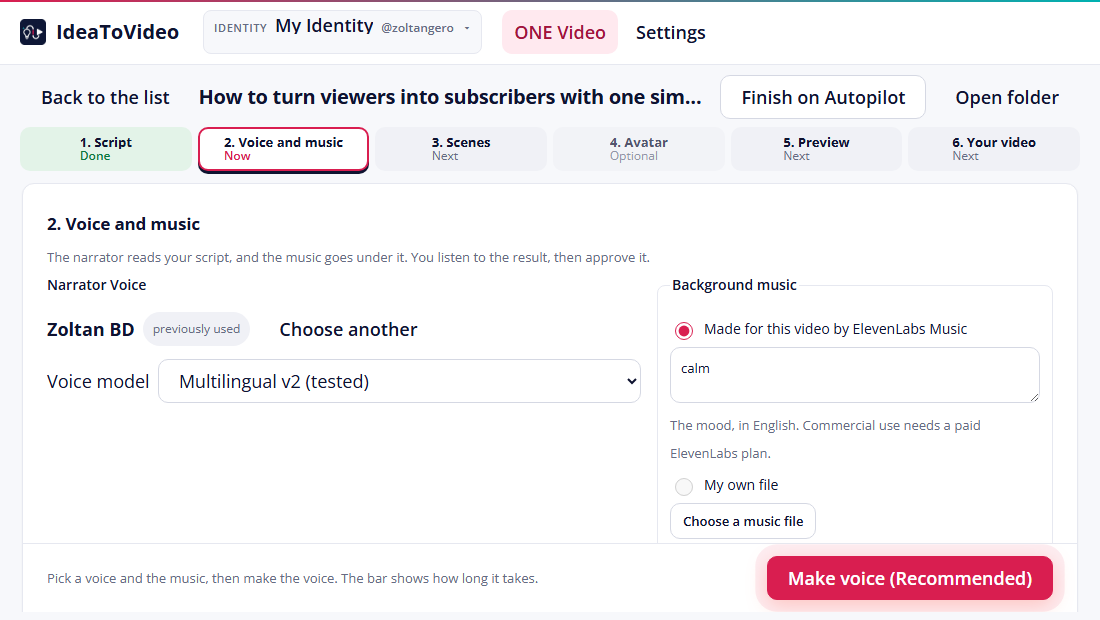 IdeaToVideo
IDENTITY My Identity @zoltangero
ONE Video
Settings
Back to the list
How to turn viewers into subscribers with one sim...
Finish on Autopilot
Open folder
1. Script
Done
2. Voice and music
Now
3. Scenes
Next
4. Avatar
Optional
5. Preview
Next
6. Your video
Next
2. Voice and music
The narrator reads your script, and the music goes under it. You listen to the result, then approve it.
Narrator Voice
Zoltan BD previously used Choose another
Voice model Multilingual v2 (tested)
Background music
Made for this video by ElevenLabs Music
calm
The mood, in English. Commercial use needs a paid
ElevenLabs plan.
My own file
Choose a music file
Pick a voice and the music, then make the voice. The bar shows how long it takes.
Make voice (Recommended)